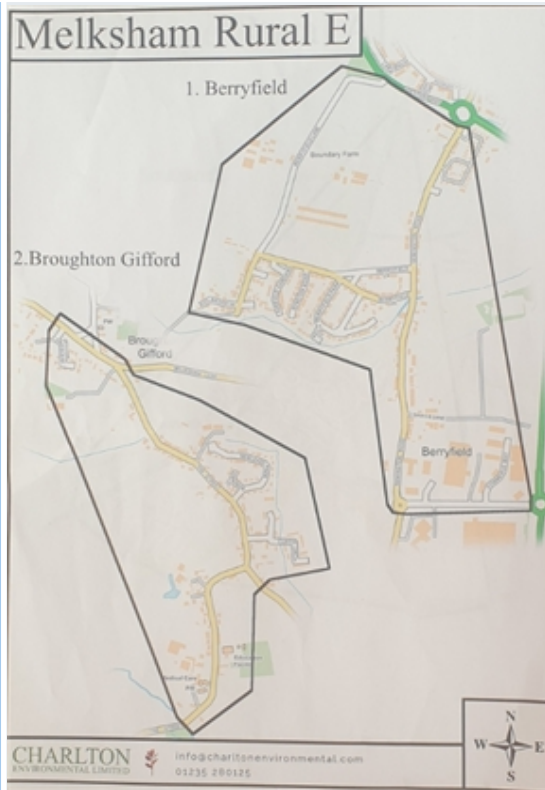 Melksham Rural E
1. Berryfield
Boundary Farm
2.Broughton Gifford
Broug
Gifford
Berryfield
N
W E
S
CHARLTON
ENVIRONMENTAL LIMITED
info@charltonenvironmental.com
01235 280125